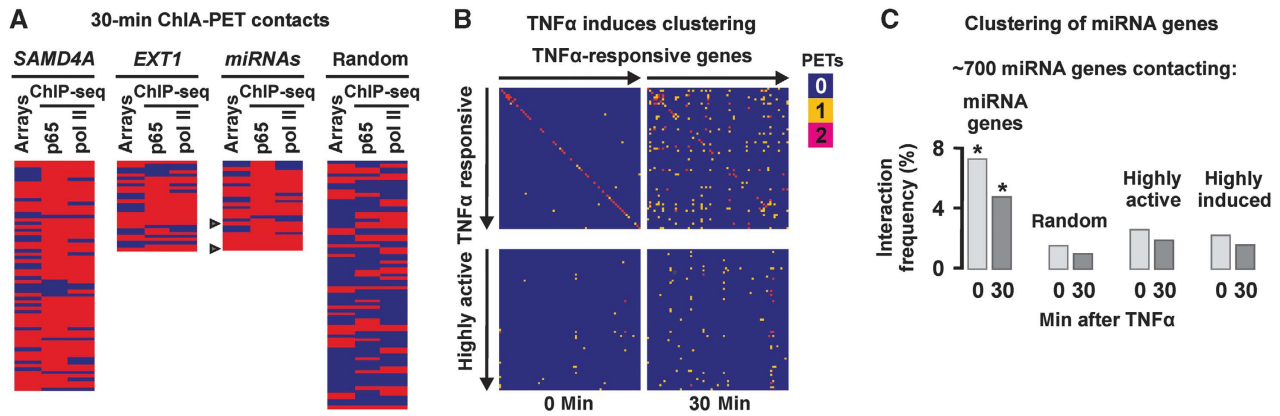 A
30-min ChIA-PET contacts
SAMD4A
EXT1
miRNAs
Random
ChIP-seq
ChIP-seq
ChIP-seq
ChIP-seq
Arrays
p65
pol II
Arrays
p65
pol II
Arrays
p65
pol II
Arrays
p65
pol II
B
TNFα induces clustering
TNFα-responsive genes
PETs
0
1
2
TNFα responsive
Highly active
0 Min
30 Min
C
Clustering of miRNA genes
~700 miRNA genes contacting:
miRNA
genes
Interaction
frequency (%)
8
4
0
*
*
Random
Highly
active
Highly
induced
0 30
0 30
0 30
0 30
Min after TNFα